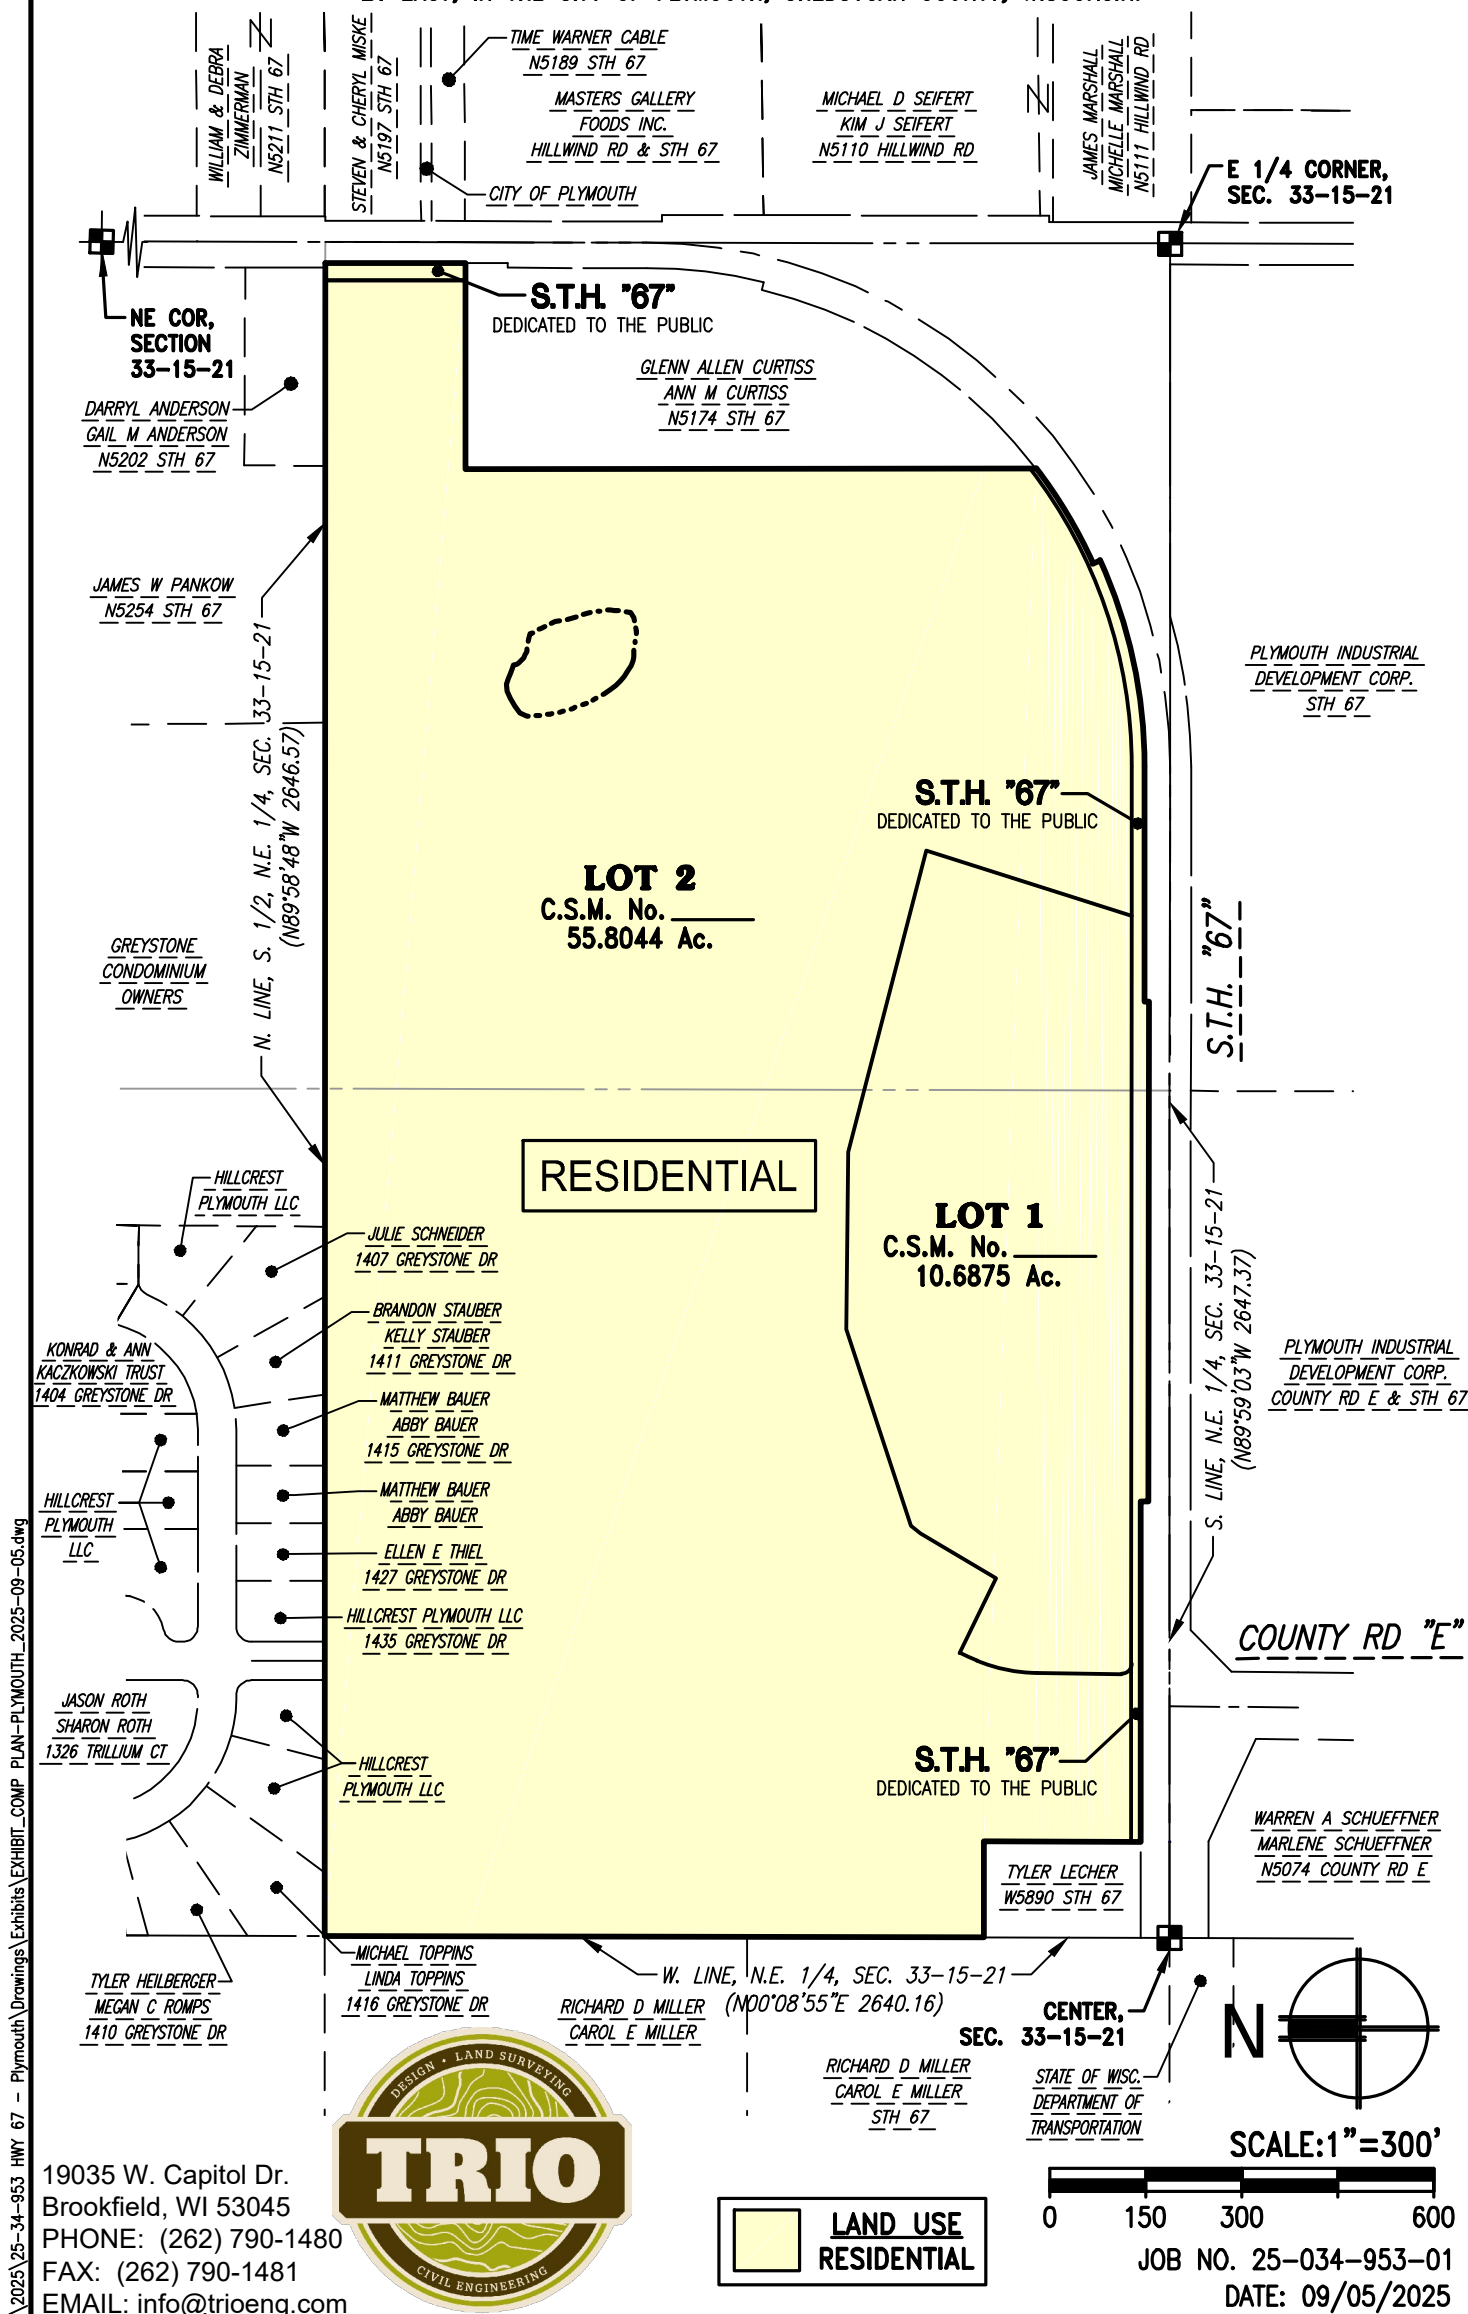 WILLIAM & DEBRA
ZIMMERMAN
N5211 STH 67
STEVEN & CHERYL MISKE
N5197 STH 67
TIME WARNER CABLE
N5189 STH 67
MASTERS GALLERY
FOODS INC.
HILLWIND RD & STH 67
CITY OF PLYMOUTH
MICHAEL D SEIFERT
KIM J SEIFERT
N5110 HILLWIND RD
JAMES MARSHALL
MICHELLE MARSHALL
N5111 HILLWIND RD
E 1/4 CORNER,
SEC. 33-15-21
NE COR,
SECTION
33-15-21
S.T.H. "67"
DEDICATED TO THE PUBLIC
GLENN ALLEN CURTISS
ANN M CURTISS
N5174 STH 67
DARRYL ANDERSON
GAIL M ANDERSON
N5202 STH 67
JAMES W PANKOW
N5254 STH 67
N. LINE, S. 1/2, N.E. 1/4, SEC. 33-15-21
(N89°58'48"W 2646.57)
PLYMOUTH INDUSTRIAL
DEVELOPMENT CORP.
STH 67
S.T.H. "67"
DEDICATED TO THE PUBLIC
LOT 2
C.S.M. No.
55.8044 Ac.
GREYSTONE
CONDOMINIUM
OWNERS
S.T.H. "67"
RESIDENTIAL
HILLCREST
PLYMOUTH LLC
JULIE SCHNEIDER
1407 GREYSTONE DR
LOT 1
C.S.M. No.
10.6875 Ac.
S. LINE, N.E. 1/4, SEC. 33-15-21
(N89°59'03"W 2647.37)
BRANDON STAUBER
KELLY STAUBER
1411 GREYSTONE DR
KONRAD & ANN
KACZKOWSKI TRUST
1404 GREYSTONE DR
PLYMOUTH INDUSTRIAL
DEVELOPMENT CORP.
COUNTY RD E & STH 67
MATTHEW BAUER
ABBY BAUER
1415 GREYSTONE DR
MATTHEW BAUER
ABBY BAUER
HILLCREST
PLYMOUTH
LLC
ELLEN E THIEL
1427 GREYSTONE DR
HILLCREST PLYMOUTH LLC
1435 GREYSTONE DR
COUNTY RD "E"
JASON ROTH
SHARON ROTH
1326 TRILLIUM CT
HILLCREST
PLYMOUTH LLC
S.T.H. "67"
DEDICATED TO THE PUBLIC
WARREN A SCHUEFFNER
MARLENE SCHUEFFNER
N5074 COUNTY RD E
TYLER LECHER
W5890 STH 67
MICHAEL TOPPINS
LINDA TOPPINS
1416 GREYSTONE DR
TYLER HEILBERGER
MEGAN C ROMPS
1410 GREYSTONE DR
W. LINE, N.E. 1/4, SEC. 33-15-21
(N00°08'55"E 2640.16)
RICHARD D MILLER
CAROL E MILLER
CENTER,
SEC. 33-15-21
N
RICHARD D MILLER
CAROL E MILLER
STH 67
STATE OF WISC.
DEPARTMENT OF
TRANSPORTATION
DESIGN • LAND SURVEYING
TRIO
CIVIL ENGINEERING
SCALE:1"=300'
0 150 300 600
19035 W. Capitol Dr.
Brookfield, WI 53045
PHONE: (262) 790-1480
FAX: (262) 790-1481
EMAIL: info@trioeng.com
LAND USE
RESIDENTIAL
JOB NO. 25-034-953-01
DATE: 09/05/2025
\2025\25-34-953 HWY 67 - Plymouth\Drawings\Exhibits\EXHIBIT_COMP PLAN-PLYMOUTH_2025-09-05.dwg